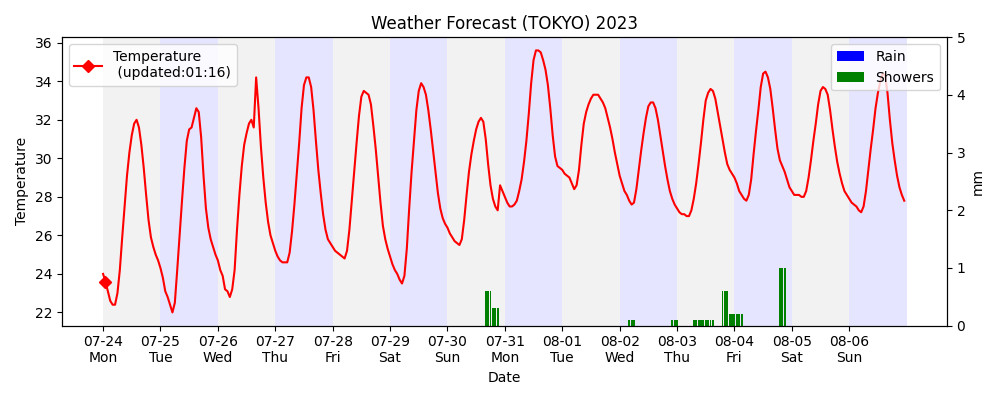 Weather Forecast (TOKYO) 2023
Temperature
(updated:01:16)
Rain
Showers
Temperature
36
34
32
30
28
26
24
22
5
4
3
2
1
0
mm
07-24 07-25 07-26 07-27 07-28 07-29 07-30 07-31 08-01 08-02 08-03 08-04 08-05 08-06
Mon Tue Wed Thu Fri Sat Sun Mon Tue Wed Thu Fri Sat Sun
Date